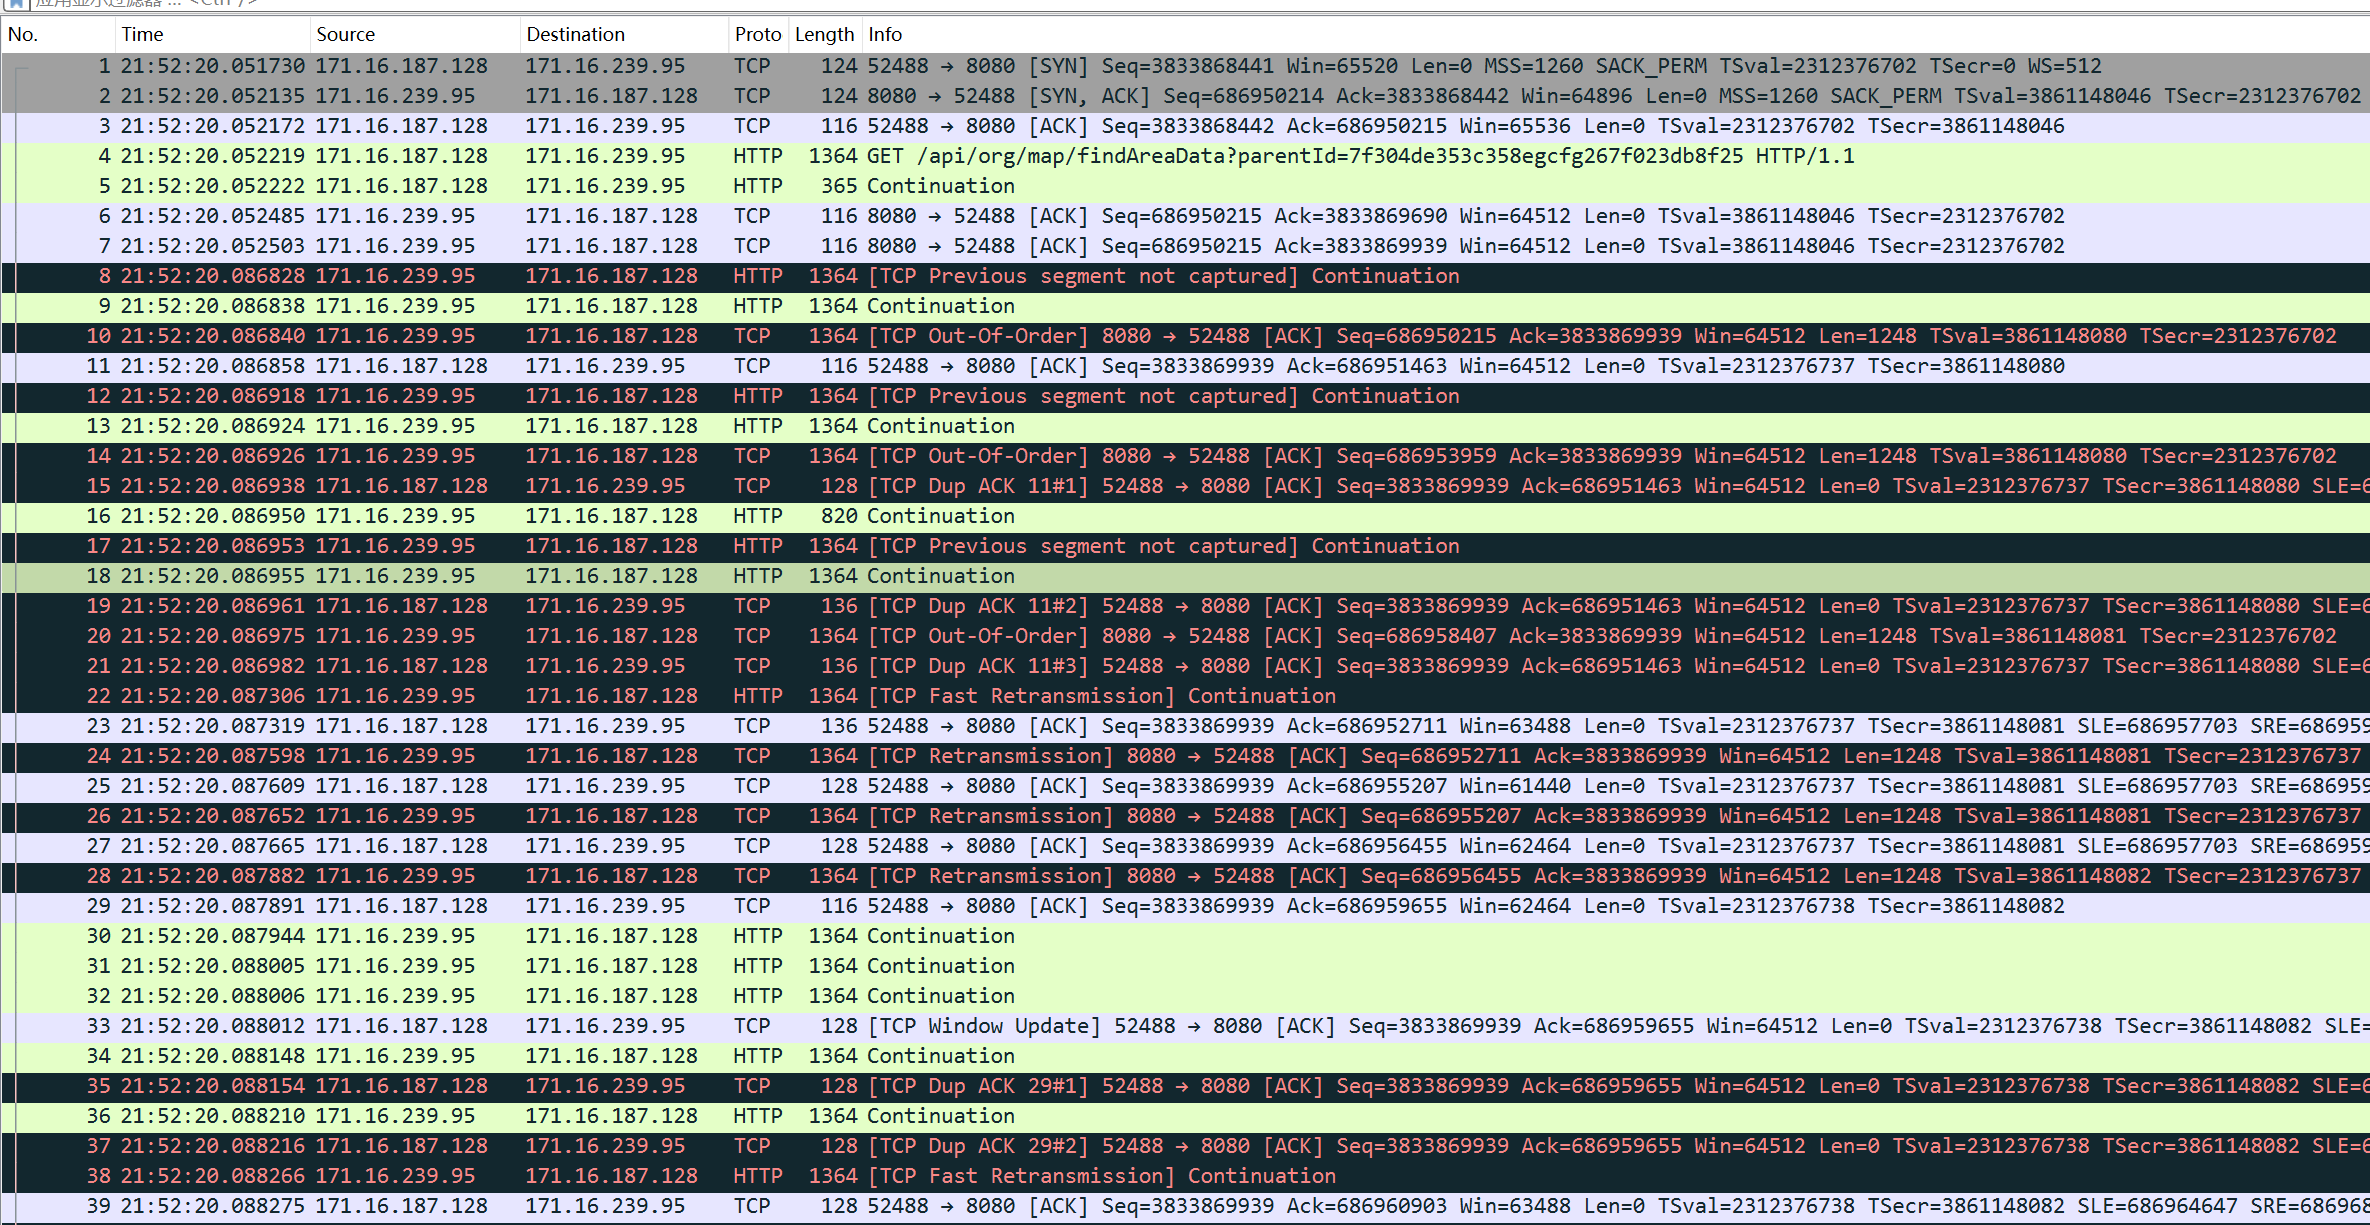 应用显示过滤器 … <Ctrl-/>
No. Time Source Destination Proto Length Info
1 21:52:20.051730 171.16.187.128 171.16.239.95 TCP 124 52488 → 8080 [SYN] Seq=3833868441 Win=65520 Len=0 MSS=1260 SACK_PERM TSval=2312376702 TSecr=0 WS=512
2 21:52:20.052135 171.16.239.95 171.16.187.128 TCP 124 8080 → 52488 [SYN, ACK] Seq=686950214 Ack=3833868442 Win=64896 Len=0 MSS=1260 SACK_PERM TSval=3861148046 TSecr=2312376702
3 21:52:20.052172 171.16.187.128 171.16.239.95 TCP 116 52488 → 8080 [ACK] Seq=3833868442 Ack=686950215 Win=65536 Len=0 TSval=2312376702 TSecr=3861148046
4 21:52:20.052219 171.16.187.128 171.16.239.95 HTTP 1364 GET /api/org/map/findAreaData?parentId=7f304de353c358egcfg267f023db8f25 HTTP/1.1
5 21:52:20.052222 171.16.187.128 171.16.239.95 HTTP 365 Continuation
6 21:52:20.052485 171.16.239.95 171.16.187.128 TCP 116 8080 → 52488 [ACK] Seq=686950215 Ack=3833869690 Win=64512 Len=0 TSval=3861148046 TSecr=2312376702
7 21:52:20.052503 171.16.239.95 171.16.187.128 TCP 116 8080 → 52488 [ACK] Seq=686950215 Ack=3833869939 Win=64512 Len=0 TSval=3861148046 TSecr=2312376702
8 21:52:20.086828 171.16.239.95 171.16.187.128 HTTP 1364 [TCP Previous segment not captured] Continuation
9 21:52:20.086838 171.16.239.95 171.16.187.128 HTTP 1364 Continuation
10 21:52:20.086840 171.16.239.95 171.16.187.128 TCP 1364 [TCP Out-Of-Order] 8080 → 52488 [ACK] Seq=686950215 Ack=3833869939 Win=64512 Len=1248 TSval=3861148080 TSecr=2312376702
11 21:52:20.086858 171.16.187.128 171.16.239.95 TCP 116 52488 → 8080 [ACK] Seq=3833869939 Ack=686951463 Win=64512 Len=0 TSval=2312376737 TSecr=3861148080
12 21:52:20.086918 171.16.239.95 171.16.187.128 HTTP 1364 [TCP Previous segment not captured] Continuation
13 21:52:20.086924 171.16.239.95 171.16.187.128 HTTP 1364 Continuation
14 21:52:20.086926 171.16.239.95 171.16.187.128 TCP 1364 [TCP Out-Of-Order] 8080 → 52488 [ACK] Seq=686953959 Ack=3833869939 Win=64512 Len=1248 TSval=3861148080 TSecr=2312376702
15 21:52:20.086938 171.16.187.128 171.16.239.95 TCP 128 [TCP Dup ACK 11#1] 52488 → 8080 [ACK] Seq=3833869939 Ack=686951463 Win=64512 Len=0 TSval=2312376737 TSecr=3861148080 SLE=6
16 21:52:20.086950 171.16.239.95 171.16.187.128 HTTP 820 Continuation
17 21:52:20.086953 171.16.239.95 171.16.187.128 HTTP 1364 [TCP Previous segment not captured] Continuation
18 21:52:20.086955 171.16.239.95 171.16.187.128 HTTP 1364 Continuation
19 21:52:20.086961 171.16.187.128 171.16.239.95 TCP 136 [TCP Dup ACK 11#2] 52488 → 8080 [ACK] Seq=3833869939 Ack=686951463 Win=64512 Len=0 TSval=2312376737 TSecr=3861148080 SLE=6
20 21:52:20.086975 171.16.239.95 171.16.187.128 TCP 1364 [TCP Out-Of-Order] 8080 → 52488 [ACK] Seq=686958407 Ack=3833869939 Win=64512 Len=1248 TSval=3861148081 TSecr=2312376702
21 21:52:20.086982 171.16.187.128 171.16.239.95 TCP 136 [TCP Dup ACK 11#3] 52488 → 8080 [ACK] Seq=3833869939 Ack=686951463 Win=64512 Len=0 TSval=2312376737 TSecr=3861148080 SLE=6
22 21:52:20.087306 171.16.239.95 171.16.187.128 HTTP 1364 [TCP Fast Retransmission] Continuation
23 21:52:20.087319 171.16.187.128 171.16.239.95 TCP 136 52488 → 8080 [ACK] Seq=3833869939 Ack=686952711 Win=63488 Len=0 TSval=2312376737 TSecr=3861148081 SLE=686957703 SRE=686959
24 21:52:20.087598 171.16.239.95 171.16.187.128 TCP 1364 [TCP Retransmission] 8080 → 52488 [ACK] Seq=686952711 Ack=3833869939 Win=64512 Len=1248 TSval=3861148081 TSecr=2312376737
25 21:52:20.087609 171.16.187.128 171.16.239.95 TCP 128 52488 → 8080 [ACK] Seq=3833869939 Ack=686955207 Win=61440 Len=0 TSval=2312376737 TSecr=3861148081 SLE=686957703 SRE=686959
26 21:52:20.087652 171.16.239.95 171.16.187.128 TCP 1364 [TCP Retransmission] 8080 → 52488 [ACK] Seq=686955207 Ack=3833869939 Win=64512 Len=1248 TSval=3861148081 TSecr=2312376737
27 21:52:20.087665 171.16.187.128 171.16.239.95 TCP 128 52488 → 8080 [ACK] Seq=3833869939 Ack=686956455 Win=62464 Len=0 TSval=2312376737 TSecr=3861148081 SLE=686957703 SRE=686959
28 21:52:20.087882 171.16.239.95 171.16.187.128 TCP 1364 [TCP Retransmission] 8080 → 52488 [ACK] Seq=686956455 Ack=3833869939 Win=64512 Len=1248 TSval=3861148082 TSecr=2312376737
29 21:52:20.087891 171.16.187.128 171.16.239.95 TCP 116 52488 → 8080 [ACK] Seq=3833869939 Ack=686959655 Win=62464 Len=0 TSval=2312376738 TSecr=3861148082
30 21:52:20.087944 171.16.239.95 171.16.187.128 HTTP 1364 Continuation
31 21:52:20.088005 171.16.239.95 171.16.187.128 HTTP 1364 Continuation
32 21:52:20.088006 171.16.239.95 171.16.187.128 HTTP 1364 Continuation
33 21:52:20.088012 171.16.187.128 171.16.239.95 TCP 128 [TCP Window Update] 52488 → 8080 [ACK] Seq=3833869939 Ack=686959655 Win=64512 Len=0 TSval=2312376738 TSecr=3861148082 SLE=
34 21:52:20.088148 171.16.239.95 171.16.187.128 HTTP 1364 Continuation
35 21:52:20.088154 171.16.187.128 171.16.239.95 TCP 128 [TCP Dup ACK 29#1] 52488 → 8080 [ACK] Seq=3833869939 Ack=686959655 Win=64512 Len=0 TSval=2312376738 TSecr=3861148082 SLE=6
36 21:52:20.088210 171.16.239.95 171.16.187.128 HTTP 1364 Continuation
37 21:52:20.088216 171.16.187.128 171.16.239.95 TCP 128 [TCP Dup ACK 29#2] 52488 → 8080 [ACK] Seq=3833869939 Ack=686959655 Win=64512 Len=0 TSval=2312376738 TSecr=3861148082 SLE=6
38 21:52:20.088266 171.16.239.95 171.16.187.128 HTTP 1364 [TCP Fast Retransmission] Continuation
39 21:52:20.088275 171.16.187.128 171.16.239.95 TCP 128 52488 → 8080 [ACK] Seq=3833869939 Ack=686960903 Win=63488 Len=0 TSval=2312376738 TSecr=3861148082 SLE=686964647 SRE=686968